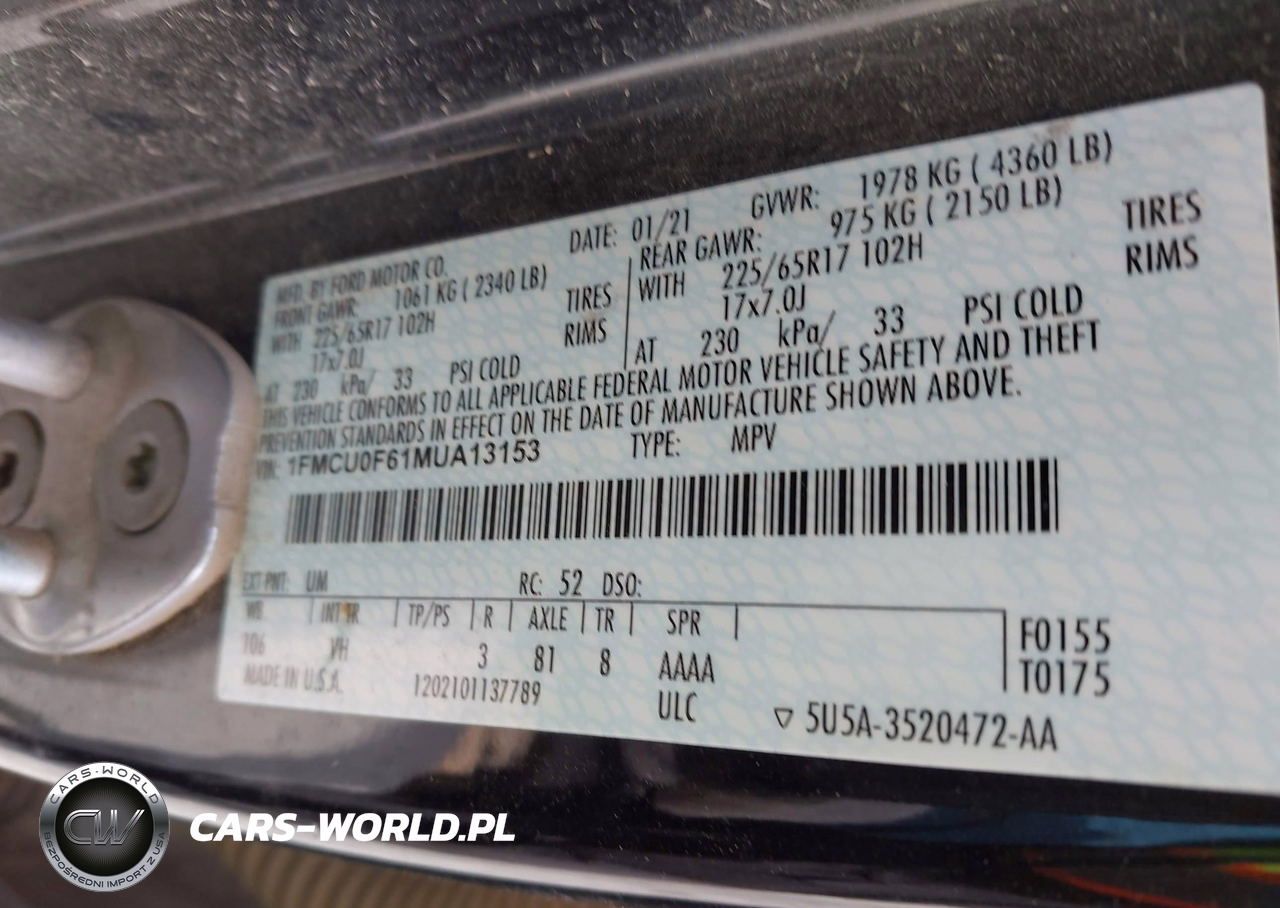 MFD. BY FORD MOTOR CO.
DATE: 01/21 GVWR: 1978 KG ( 4360 LB)
FRONT GAWR: 1061 KG ( 2340 LB)
WITH 225/65R17 102H TIRES
17x7.0J RIMS
AT 230 kPa/ 33 PSI COLD
REAR GAWR: 975 KG ( 2150 LB)
WITH 225/65R17 102H TIRES
17x7.0J RIMS
AT 230 kPa/ 33 PSI COLD
THIS VEHICLE CONFORMS TO ALL APPLICABLE FEDERAL MOTOR VEHICLE SAFETY AND THEFT
PREVENTION STANDARDS IN EFFECT ON THE DATE OF MANUFACTURE SHOWN ABOVE.
VIN: 1FMCU0F61MUA13153 TYPE: MPV
EXT PNT: UM RC: 52 DSO:
WB INT TR TP/PS R AXLE TR SPR
106 VH 3 81 8 AAAA
F0155
T0175
MADE IN U.S.A. 1202101137789 ULC
5U5A-3520472-AA
CARS-WORLD
CW
BEZPOŚREDNI IMPORT Z USA
CARS-WORLD.PL